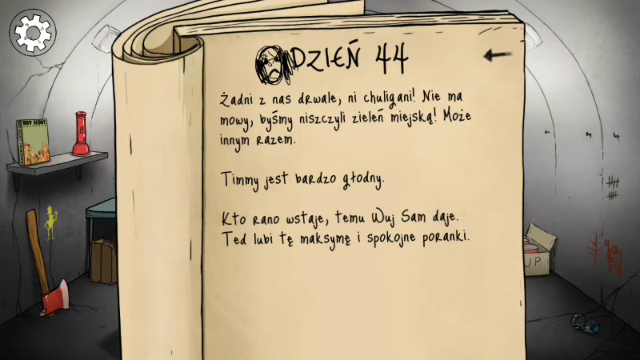 DZIEŃ 44
Żadni z nas drwale, ni chuligani! Nie ma
mowy, byśmy niszczyli zieleń miejską! Może
innym razem.
Timmy jest bardzo głodny.
Kto rano wstaje, temu Wuj Sam daje.
Ted lubi tę maksymę i spokojne poranki.
UP